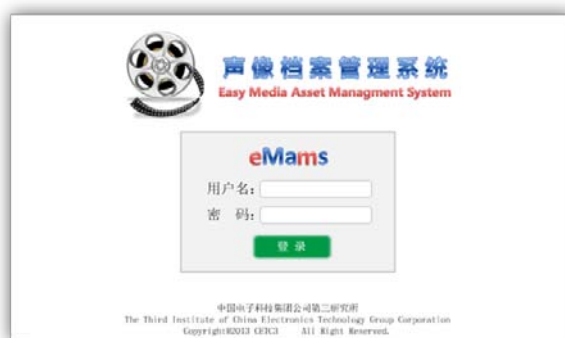 声像档案管理系统
Easy Media Asset Managment System
eMams
用户名:
密 码:
登 录
中国电子科技集团公司第三研究所
The Third Institute of China Electronics Technology Group Corporation
Copyright®2013 CETC3 All Right Reserved.